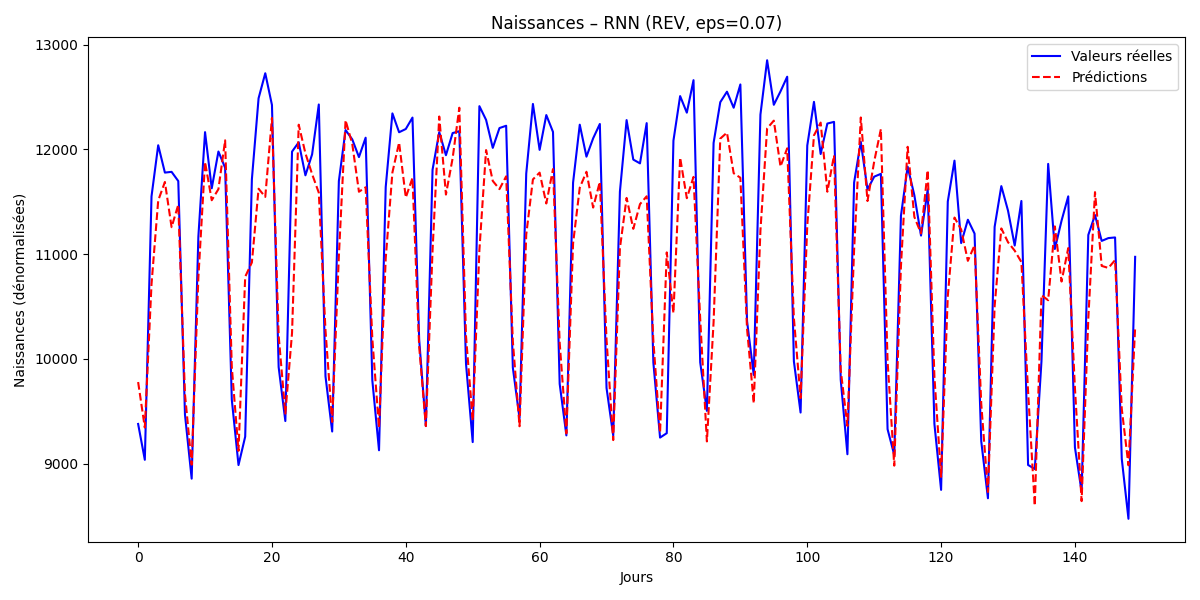 Naissances – RNN (REV, eps=0.07)
Valeurs réelles
Prédictions
Naissances (dénormalisées)
13000
12000
11000
10000
9000
0 20 40 60 80 100 120 140
Jours